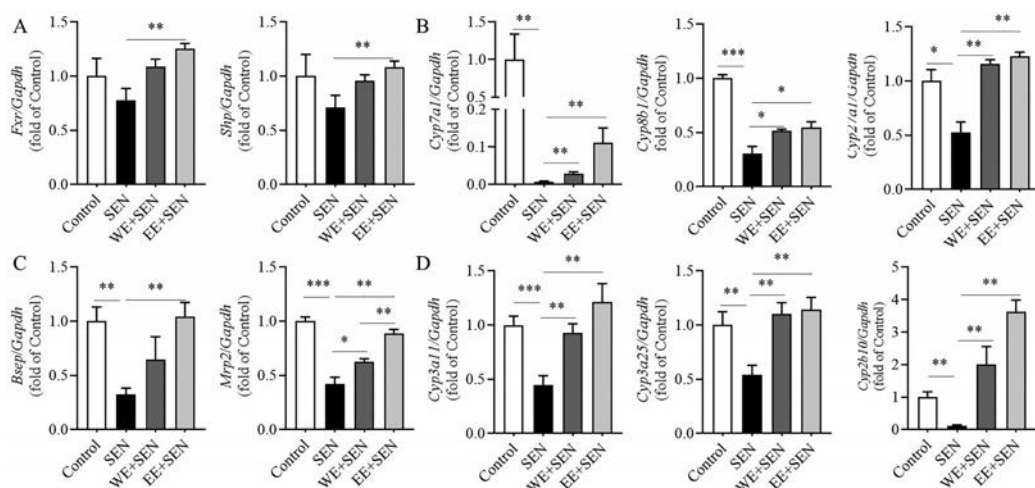 A
Fxr/Gapdh
(fold of Control)
1.5
1.0
0.5
0.0
**
Control
SEN
WE+SEN
EE+SEN
Shp/Gapdh
(fold of Control)
1.5
1.0
0.5
0.0
**
Control
SEN
WE+SEN
EE+SEN
B
Cyp7a1/Gapdh
(fold of Control)
1.5
1.0
0.5
0.2
0.1
0.0
**
**
**
Control
SEN
WE+SEN
EE+SEN
Cyp8b1/Gapdh
fold of Control)
1.5
1.0
0.5
0.0
***
*
*
Control
SEN
WE+SEN
EE+SEN
Cyp27a1/Gapdh
(fold of Control)
1.5
1.0
0.5
0.0
*
**
**
Control
SEN
WE+SEN
EE+SEN
C
Bsep/Gapdh
(fold of Control)
1.5
1.0
0.5
0.0
**
**
Control
SEN
WE+SEN
EE+SEN
Mrp2/Gapdh
(fold of Control)
1.5
1.0
0.5
0.0
***
**
**
*
Control
SEN
WE+SEN
EE+SEN
D
Cyp3a11/Gapdh
(fold of Control)
1.5
1.0
0.5
0.0
***
**
**
Control
SEN
WE+SEN
EE+SEN
Cyp3a25/Gapdh
(fold of Control)
1.5
1.0
0.5
0.0
**
**
**
Control
SEN
WE+SEN
EE+SEN
Cyp2b10/Gapdh
(fold of Control)
5
4
3
2
1
0
**
**
**
Control
SEN
WE+SEN
EE+SEN